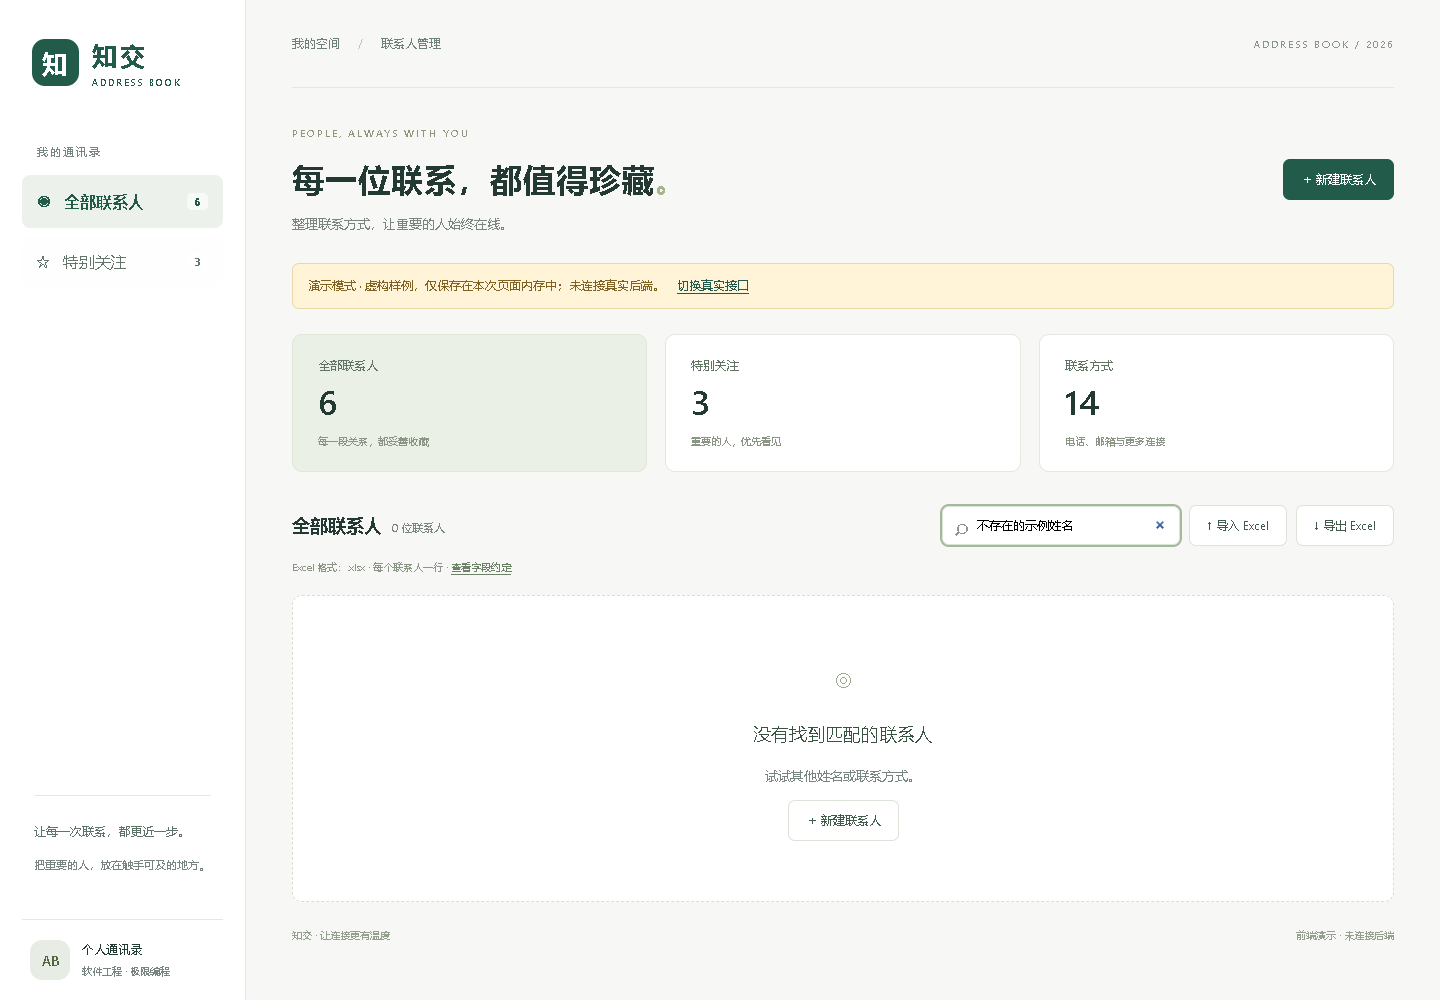 知
知交
ADDRESS BOOK
我的通讯录
全部联系人 6
☆ 特别关注 3
让每一次联系，都更近一步。
把重要的人，放在触手可及的地方。
AB
个人通讯录
软件工程 · 极限编程
我的空间 / 联系人管理
ADDRESS BOOK / 2026
PEOPLE, ALWAYS WITH YOU
每一位联系，都值得珍藏。
整理联系方式，让重要的人始终在线。
+ 新建联系人
演示模式 · 虚构样例，仅保存在本次页面内存中；未连接真实后端。 切换真实接口
全部联系人
6
每一段关系，都妥善收藏
特别关注
3
重要的人，优先看见
联系方式
14
电话、邮箱与更多连接
全部联系人 0 位联系人
不存在的示例姓名 ×
↑ 导入 Excel
↓ 导出 Excel
Excel 格式：.xlsx · 每个联系人一行 · 查看字段约定
◎
没有找到匹配的联系人
试试其他姓名或联系方式。
+ 新建联系人
知交 · 让连接更有温度
前端演示 · 未连接后端